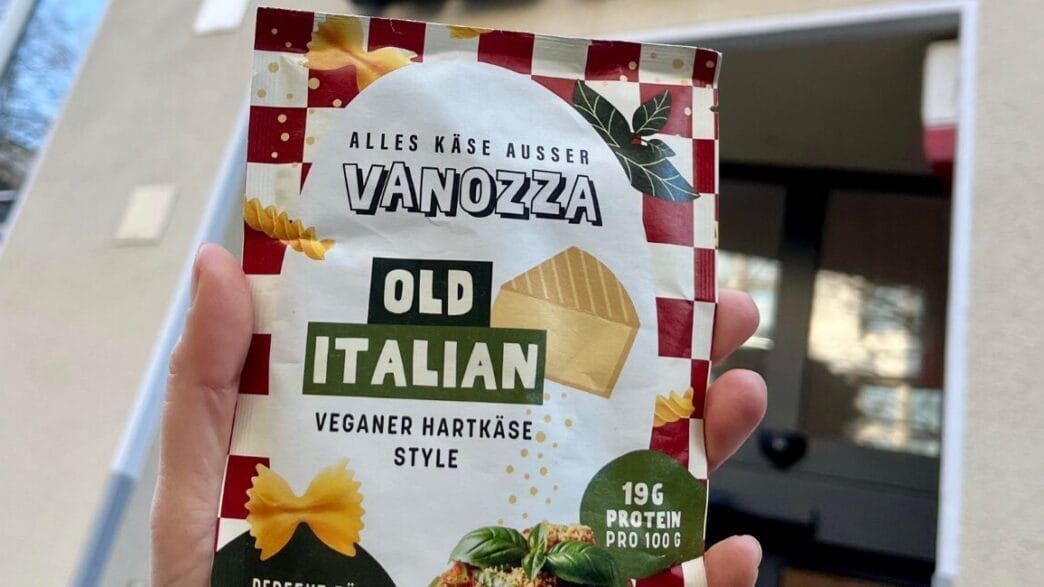 ALLES KÄSE AUSSER
VANOZZA
OLD
ITALIAN
VEGANER HARTKÄSE
STYLE
19G
PROTEIN
PRO 100 G